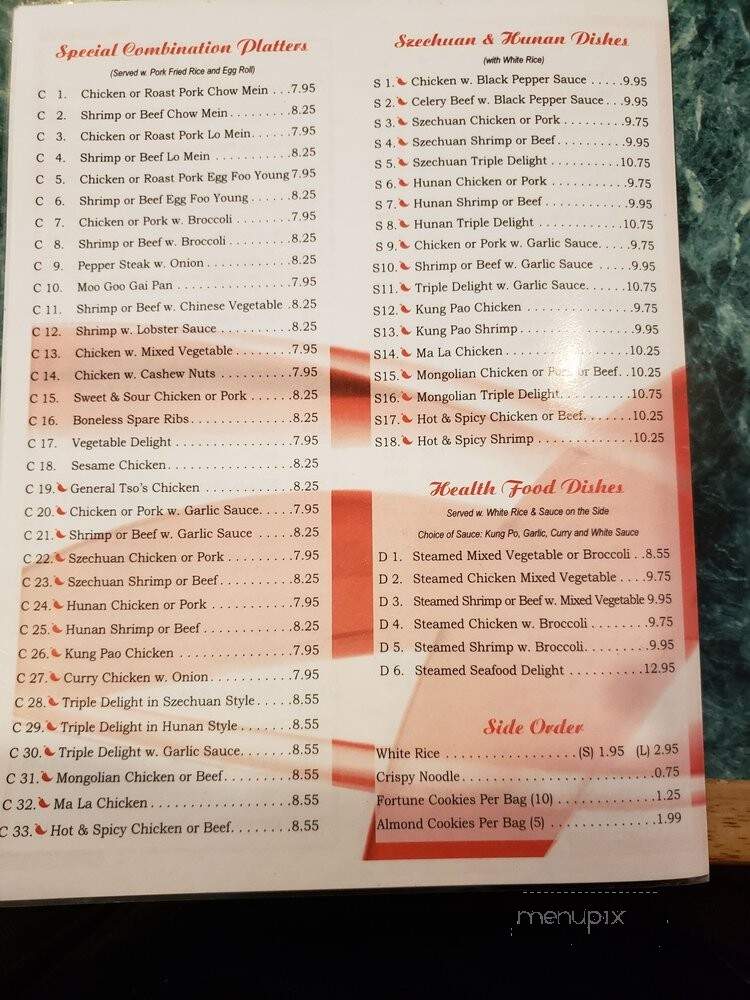 Special Combination Platters
(Served w. Pork Fried Rice and Egg Roll)
C 1. Chicken or Roast Pork Chow Mein . . .7.95
C 2. Shrimp or Beef Chow Mein . . . . . . . . .8.25
C 3. Chicken or Roast Pork Lo Mein. . . . . .7.95
C 4. Shrimp or Beef Lo Mein . . . . . . . . . . .8.25
C 5. Chicken or Roast Pork Egg Foo Young 7.95
C 6. Shrimp or Beef Egg Foo Young . . . . . .8.25
C 7. Chicken or Pork w. Broccoli . . . . . . . .7.95
C 8. Shrimp or Beef w. Broccoli . . . . . . . . .8.25
C 9. Pepper Steak w. Onion . . . . . . . . . . . .8.25
C 10. Moo Goo Gai Pan . . . . . . . . . . . . . . .7.95
C 11. Shrimp or Beef w. Chinese Vegetable .8.25
C 12. Shrimp w. Lobster Sauce . . . . . . . . . .8.25
C 13. Chicken w. Mixed Vegetable . . . . . . . .7.95
C 14. Chicken w. Cashew Nuts . . . . . . . . . .7.95
C 15. Sweet & Sour Chicken or Pork . . . . . .8.25
C 16. Boneless Spare Ribs. . . . . . . . . . . . . .8.25
C 17. Vegetable Delight . . . . . . . . . . . . . . . .7.95
C 18. Sesame Chicken. . . . . . . . . . . . . . . . .8.25
C 19. General Tso's Chicken . . . . . . . . . . . .8.25
C 20. Chicken or Pork w. Garlic Sauce. . . . .7.95
C 21. Shrimp or Beef w. Garlic Sauce . . . . .8.25
C 22. Szechuan Chicken or Pork . . . . . . . . .7.95
C 23. Szechuan Shrimp or Beef. . . . . . . . . .8.25
C 24. Hunan Chicken or Pork . . . . . . . . . . .7.95
C 25. Hunan Shrimp or Beef . . . . . . . . . . . .8.25
C 26. Kung Pao Chicken . . . . . . . . . . . . . . .7.95
C 27. Curry Chicken w. Onion. . . . . . . . . . .7.95
C 28. Triple Delight in Szechuan Style. . . . .8.55
C 29. Triple Delight in Hunan Style . . . . . . .8.55
C 30. Triple Delight w. Garlic Sauce. . . . . . .8.55
C 31. Mongolian Chicken or Beef. . . . . . . . .8.55
C 32. Ma La Chicken. . . . . . . . . . . . . . . . . .8.55
C 33. Hot & Spicy Chicken or Beef. . . . . . . .8.55
Szechuan & Hunan Dishes
(with White Rice)
S 1. Chicken w. Black Pepper Sauce . . . . .9.95
S 2. Celery Beef w. Black Pepper Sauce . . .9.95
S 3. Szechuan Chicken or Pork . . . . . . . . .9.75
S 4. Szechuan Shrimp or Beef. . . . . . . . . .9.95
S 5. Szechuan Triple Delight . . . . . . . . . .10.75
S 6. Hunan Chicken or Pork . . . . . . . . . . .9.75
S 7. Hunan Shrimp or Beef . . . . . . . . . . . .9.95
S 8. Hunan Triple Delight . . . . . . . . . . . .10.75
S 9. Chicken or Pork w. Garlic Sauce. . . . .9.75
S10. Shrimp or Beef w. Garlic Sauce . . . . .9.95
S11. Triple Delight w. Garlic Sauce. . . . . .10.75
S12. Kung Pao Chicken . . . . . . . . . . . . . . .9.75
S13. Kung Pao Shrimp . . . . . . . . . . . . . . . .9.95
S14. Ma La Chicken . . . . . . . . . . . . . . . . .10.25
S15. Mongolian Chicken or Pork or Beef. . .10.25
S16. Mongolian Triple Delight. . . . . . . . . .10.75
S17. Hot & Spicy Chicken or Beef. . . . . . .10.25
S18. Hot & Spicy Shrimp . . . . . . . . . . . . .10.25
Health Food Dishes
Served w. White Rice & Sauce on the Side
Choice of Sauce: Kung Po, Garlic, Curry and White Sauce
D 1. Steamed Mixed Vegetable or Broccoli . .8.55
D 2. Steamed Chicken Mixed Vegetable . . . .9.75
D 3. Steamed Shrimp or Beef w. Mixed Vegetable 9.95
D 4. Steamed Chicken w. Broccoli . . . . . . . .9.75
D 5. Steamed Shrimp w. Broccoli. . . . . . . . .9.95
D 6. Steamed Seafood Delight . . . . . . . . . .12.95
Side Order
White Rice . . . . . . . . . . . . . . . . .(S) 1.95 (L) 2.95
Crispy Noodle. . . . . . . . . . . . . . . . . . . . . . . . .0.75
Fortune Cookies Per Bag (10) . . . . . . . . . . . . .1.25
Almond Cookies Per Bag (5) . . . . . . . . . . . . . .1.99
menupix